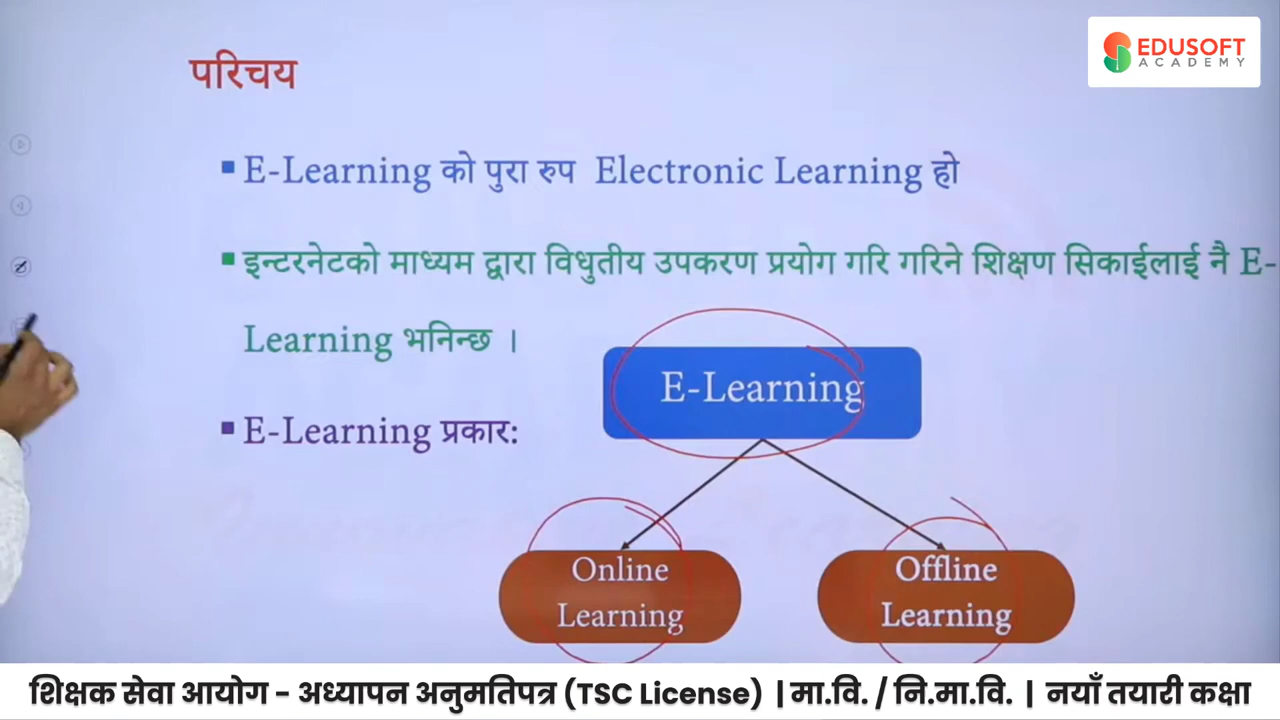 EDUSOFT
ACADEMY
परिचय
E-Learning को पुरा रुप Electronic Learning हो
इन्टरनेटको माध्यम द्वारा विधुतीय उपकरण प्रयोग गरि गरिने शिक्षण सिकाईलाई नै E-
Learning भनिन्छ ।
E-Learning प्रकार:
E-Learning
Online
Learning
Offline
Learning
शिक्षक सेवा आयोग - अध्यापन अनुमतिपत्र (TSC License) | मा.वि. / नि.मा.वि. | नयाँ तयारी कक्षा